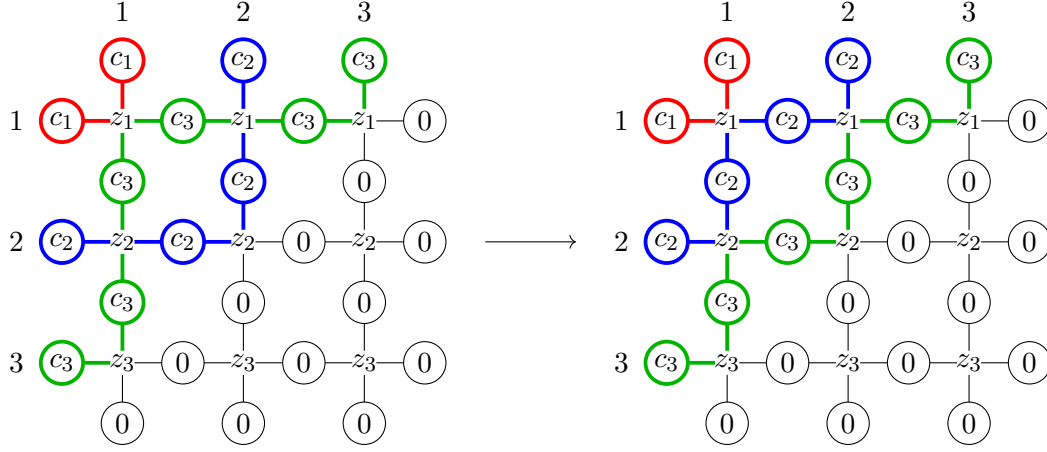 1 2 3 1 2 3
c₁ c₂ c₃ c₁ c₂ c₃
1 c₁ z₁ c₃ z₁ c₃ z₁ 0 1 c₁ z₁ c₂ z₁ c₃ z₁ 0
c₃ c₂ 0 c₂ c₃ 0
2 c₂ z₂ c₂ z₂ 0 z₂ 0 2 c₂ z₂ c₃ z₂ 0 z₂ 0
c₃ 0 0 c₃ 0 0
3 c₃ z₃ 0 z₃ 0 z₃ 0 3 c₃ z₃ 0 z₃ 0 z₃ 0
0 0 0 0 0 0